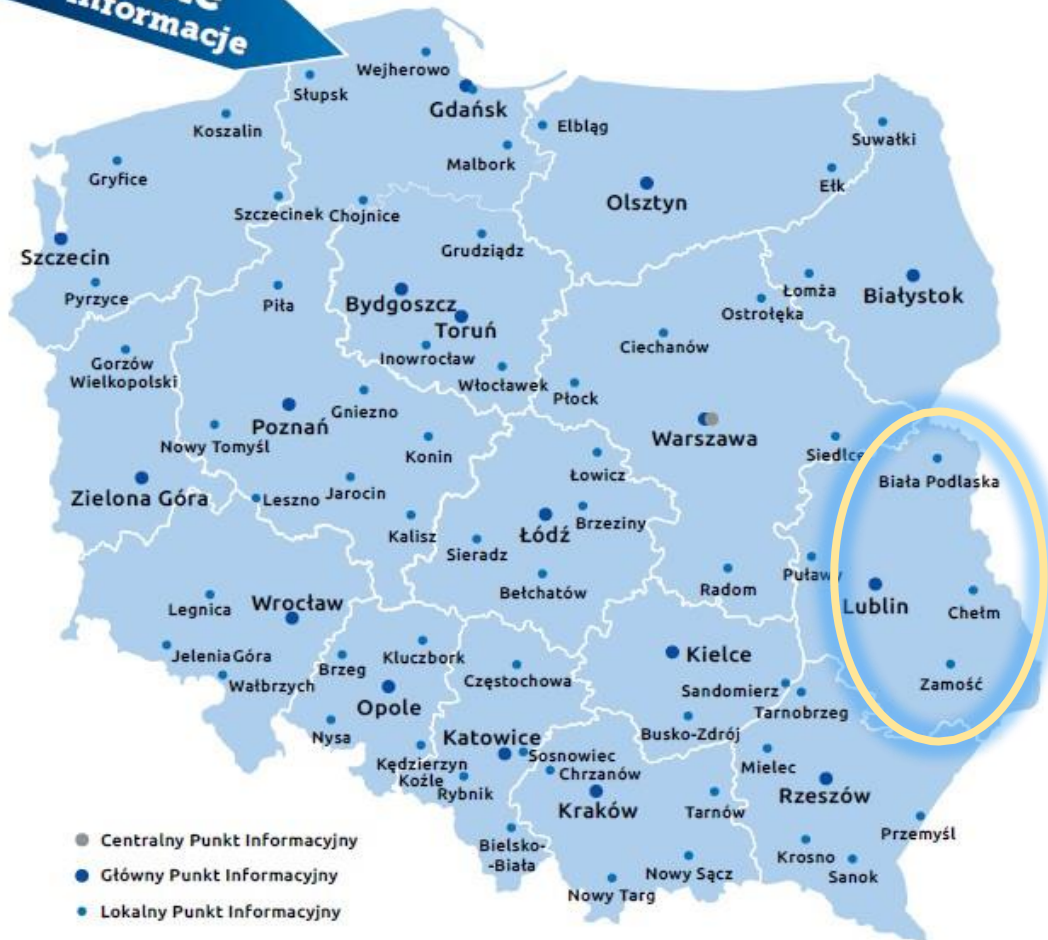 informacje
Wejherowo
Słupsk
Gdańsk
Koszalin
Elbląg
Suwałki
Malbork
Gryfice
Ełk
Olsztyn
Szczecinek
Chojnice
Grudziądz
Szczecin
Pyrzyce
Piła
Bydgoszcz
Łomża
Białystok
Ostrołęka
Toruń
Ciechanów
Inowrocław
Gorzów
Wielkopolski
Włocławek
Płock
Gniezno
Poznań
Warszawa
Nowy Tomyśl
Konin
Siedlce
Łowicz
Biała Podlaska
Zielona Góra
Leszno
Jarocin
Brzeziny
Kalisz
Łódź
Sieradz
Puławy
Bełchatów
Radom
Legnica
Wrocław
Lublin
Chełm
Jelenia Góra
Brzeg
Kluczbork
Kielce
Wałbrzych
Częstochowa
Zamość
Sandomierz
Opole
Tarnobrzeg
Nysa
Katowice
Busko-Zdrój
Sosnowiec
Kędzierzyn
Koźle
Chrzanów
Mielec
Rybnik
Rzeszów
Kraków
Tarnów
Przemyśl
Bielsko-
-Biała
Krosno
Nowy Sącz
Sanok
Nowy Targ
Centralny Punkt Informacyjny
Główny Punkt Informacyjny
Lokalny Punkt Informacyjny